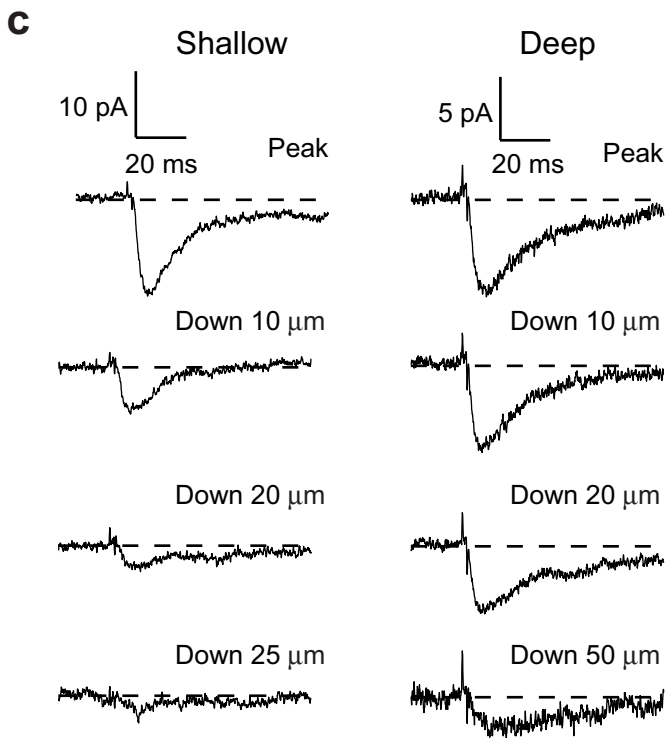 c
Shallow
Deep
10 pA
20 ms
Peak
5 pA
20 ms
Peak
Down 10 μm
Down 10 μm
Down 20 μm
Down 20 μm
Down 25 μm
Down 50 μm